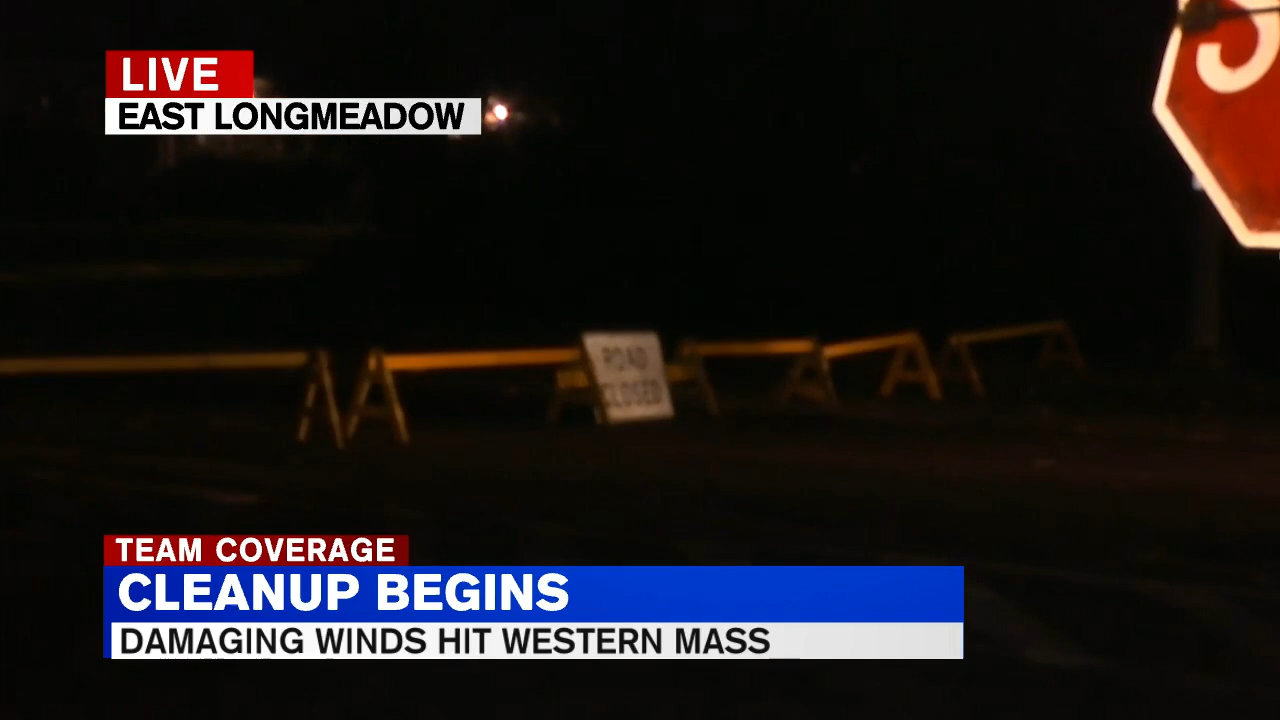 LIVE
EAST LONGMEADOW
ROAD
CLOSED
TEAM COVERAGE
CLEANUP BEGINS
DAMAGING WINDS HIT WESTERN MASS